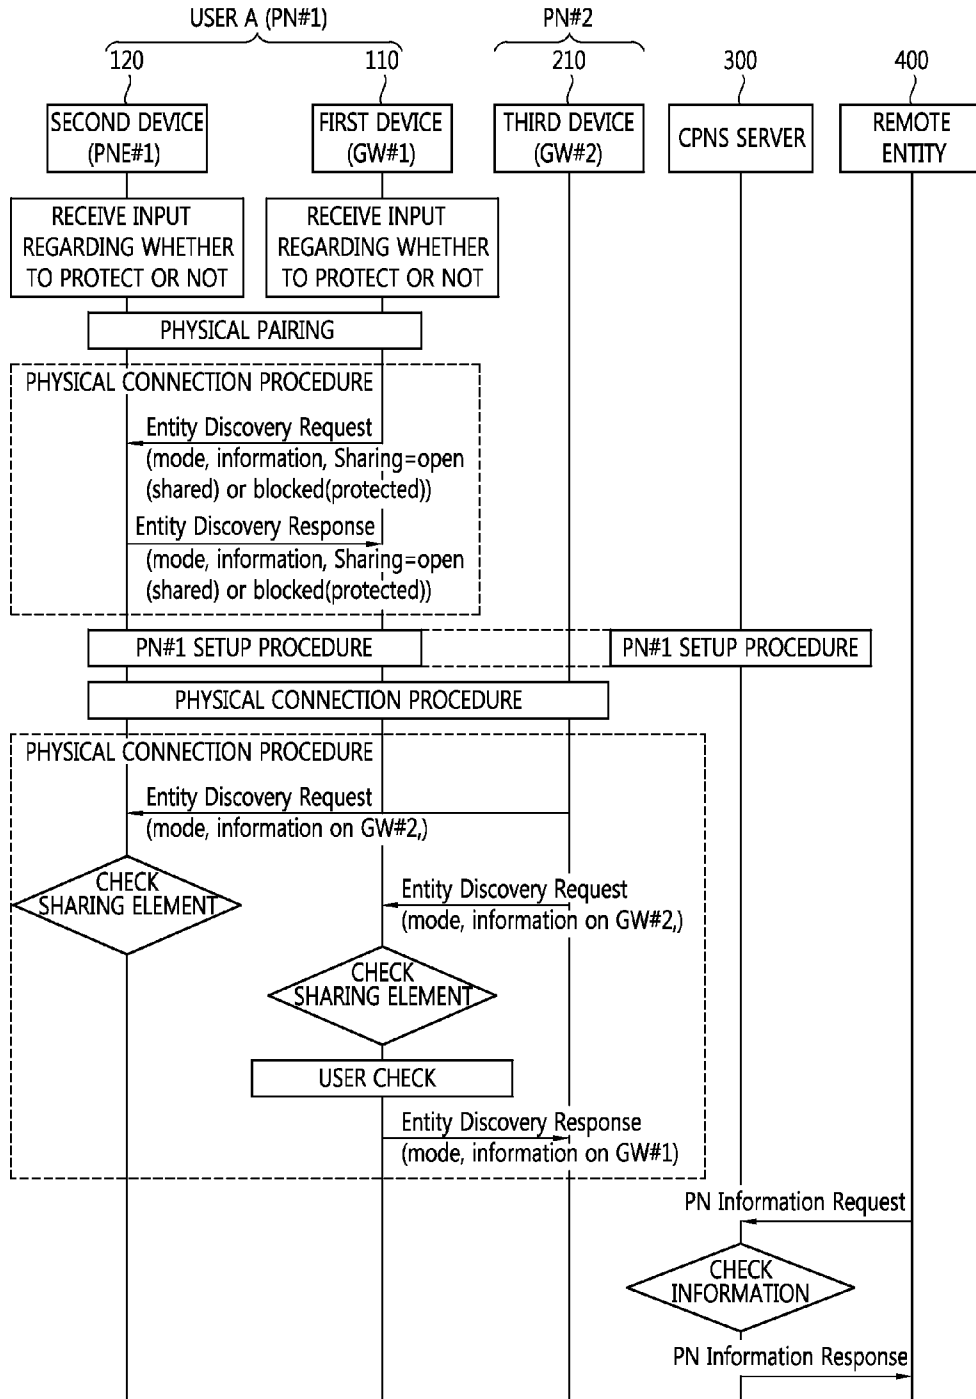 USER A (PN#1)
PN#2
120
110
210
300
400
SECOND DEVICE
(PNE#1)
FIRST DEVICE
(GW#1)
THIRD DEVICE
(GW#2)
CPNS SERVER
REMOTE
ENTITY
RECEIVE INPUT
REGARDING WHETHER
TO PROTECT OR NOT
RECEIVE INPUT
REGARDING WHETHER
TO PROTECT OR NOT
PHYSICAL PAIRING
PHYSICAL CONNECTION PROCEDURE
Entity Discovery Request
(mode, information, Sharing=open
(shared) or blocked(protected))
Entity Discovery Response
(mode, information, Sharing=open
(shared) or blocked(protected))
PN#1 SETUP PROCEDURE
PN#1 SETUP PROCEDURE
PHYSICAL CONNECTION PROCEDURE
PHYSICAL CONNECTION PROCEDURE
Entity Discovery Request
(mode, information on GW#2,)
CHECK
SHARING ELEMENT
Entity Discovery Request
(mode, information on GW#2,)
CHECK
SHARING ELEMENT
USER CHECK
Entity Discovery Response
(mode, information on GW#1)
PN Information Request
CHECK
INFORMATION
PN Information Response